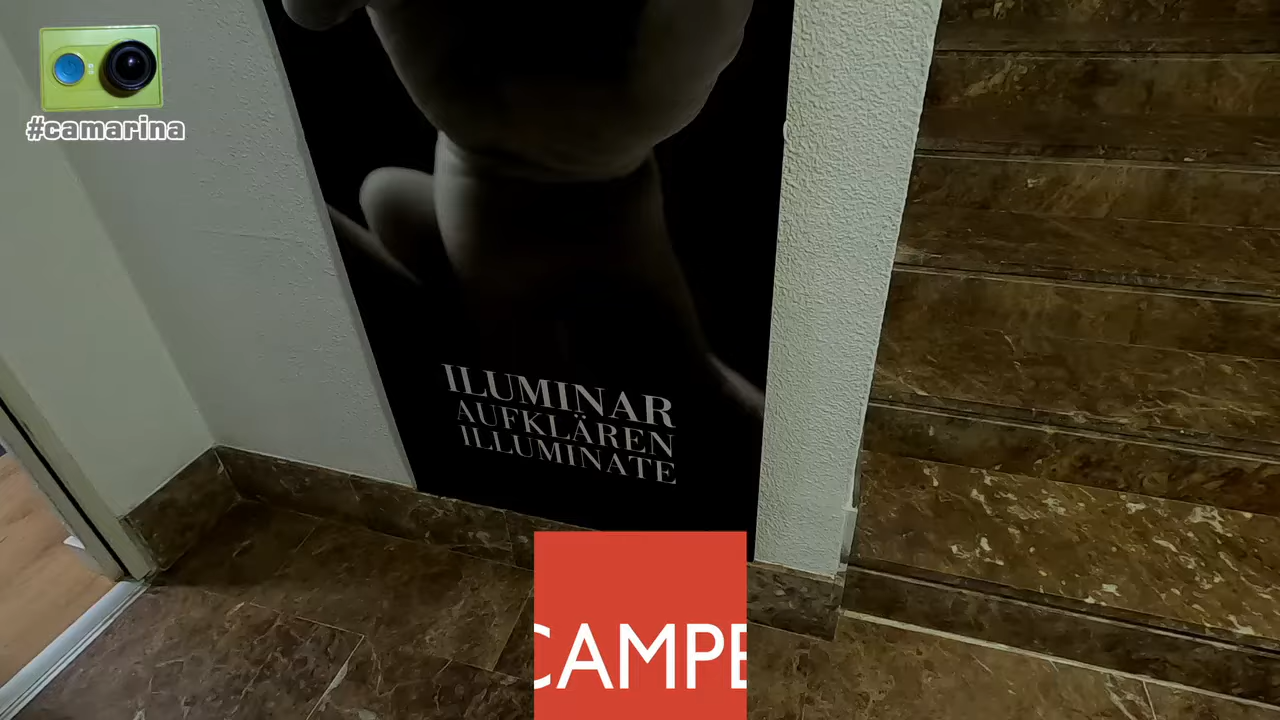 #camarina
ILUMINAR
AUFKLÄREN
ILLUMINATE
CAMPE